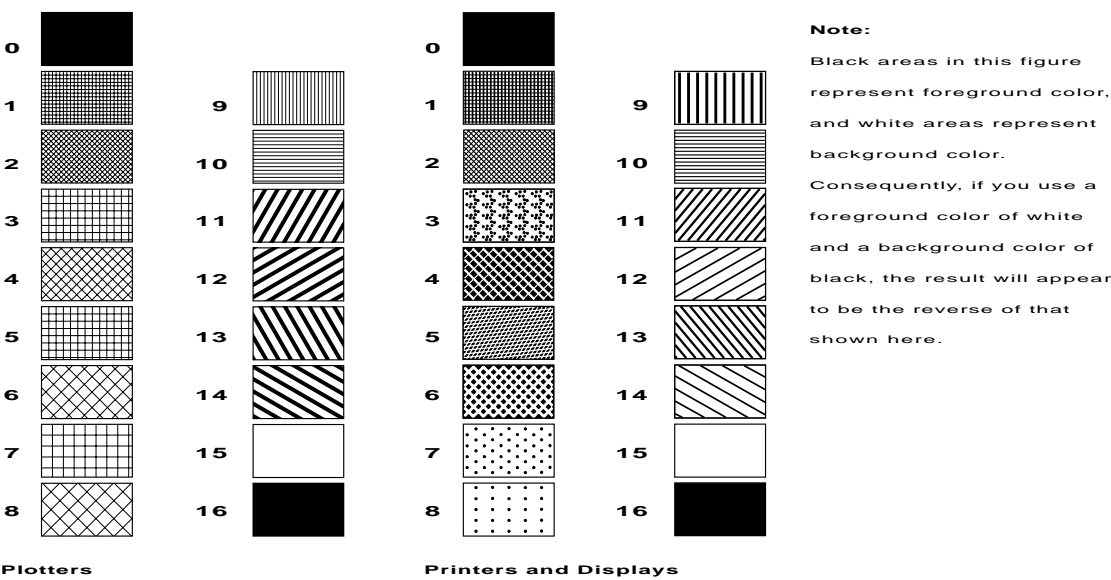 0
1
2
3
4
5
6
7
8
9
10
11
12
13
14
15
16
Plotters
0
1
2
3
4
5
6
7
8
9
10
11
12
13
14
15
16
Printers and Displays
Note:
Black areas in this figure
represent foreground color,
and white areas represent
background color.
Consequently, if you use a
foreground color of white
and a background color of
black, the result will appear
to be the reverse of that
shown here.